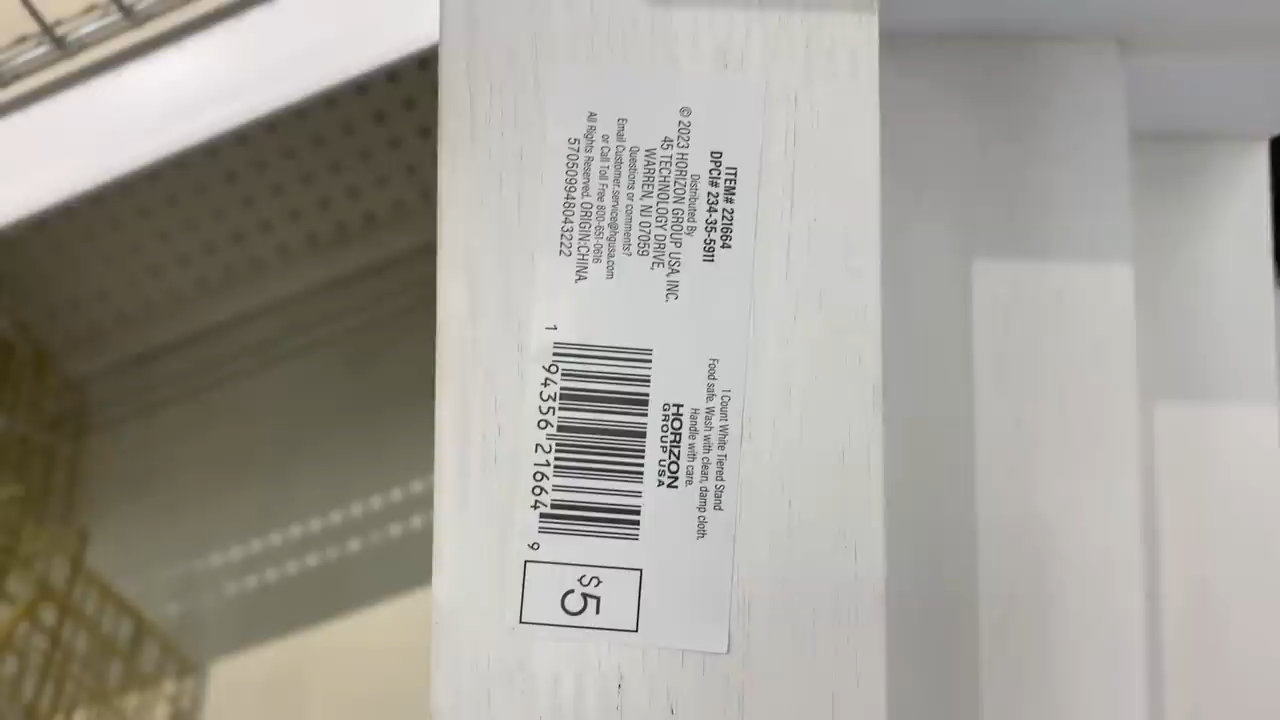 ITEM# 221664
DPCI# 234-35-5911
Distributed By
© 2023 HORIZON GROUP USA, INC.
45 TECHNOLOGY DRIVE,
WARREN, NJ 07059
Questions or comments?
Email Customer.service@hgusa.com
or Call Toll Free 800-651-0616
All Rights Reserved. ORIGIN:CHINA.
570509948043222
1 Count White Tiered Stand
Food safe. Wash with clean, damp cloth.
Handle with care.
HORIZON
GROUP USA
1 94356 21664 9
$5